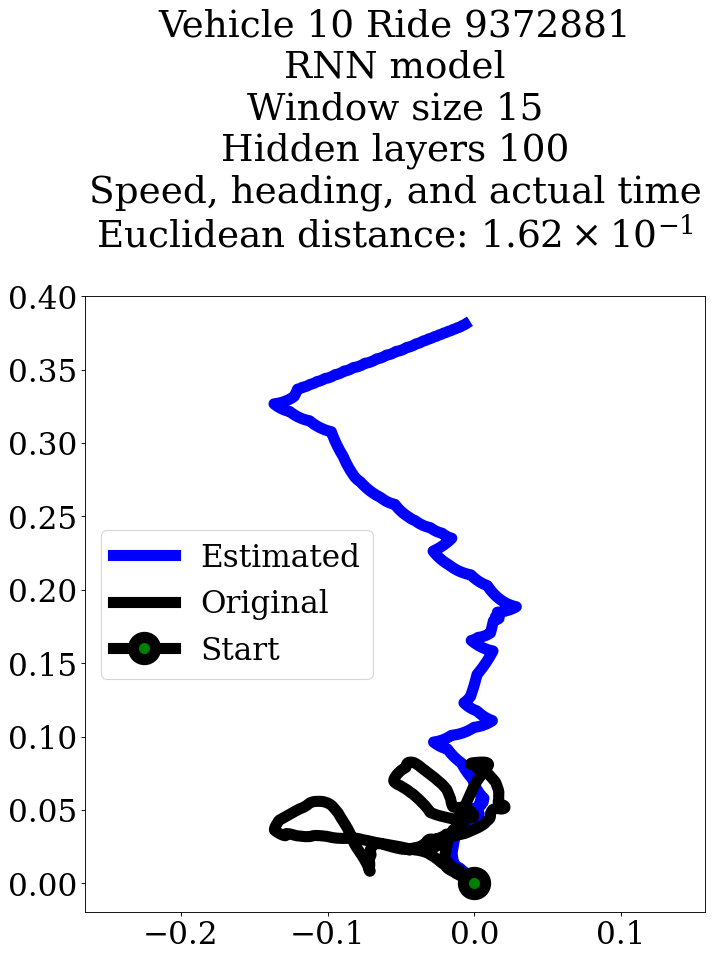 Vehicle 10 Ride 9372881
RNN model
Window size 15
Hidden layers 100
Speed, heading, and actual time
Euclidean distance: 1.62 × 10⁻¹
0.40
0.35
0.30
0.25
0.20
0.15
0.10
0.05
0.00
Estimated
Original
Start
−0.2 −0.1 0.0 0.1